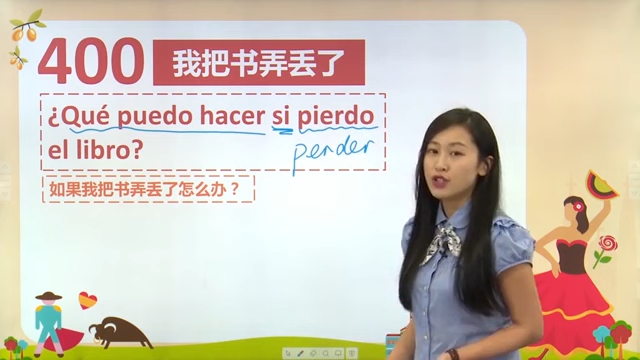 400 我把书弄丢了
¿Qué puedo hacer si pierdo
el libro?
perder
如果我把书弄丢了怎么办？